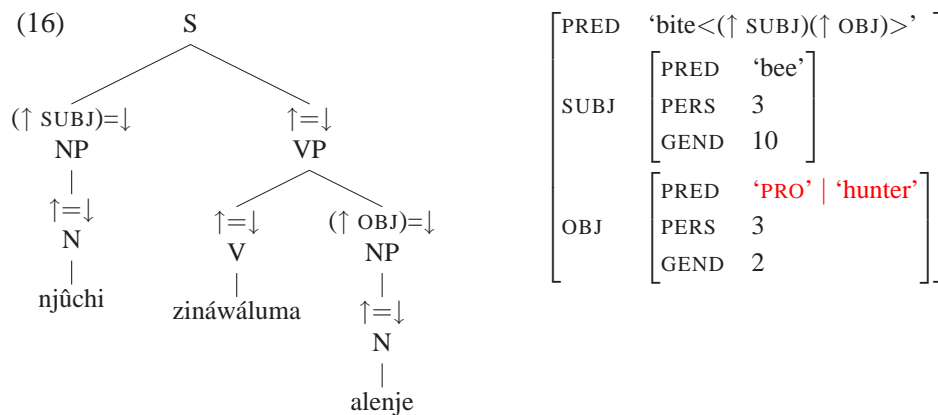 (16)
S
(↑ SUBJ)=↓ ↑=↓
NP VP
↑=↓ ↑=↓ (↑ OBJ)=↓
N V NP
njûchi zináwáluma ↑=↓
N
alenje
PRED ‘bite<(↑ SUBJ)(↑ OBJ)>’
SUBJ
PRED ‘bee’
PERS 3
GEND 10
OBJ
PRED ‘PRO’ | ‘hunter’
PERS 3
GEND 2